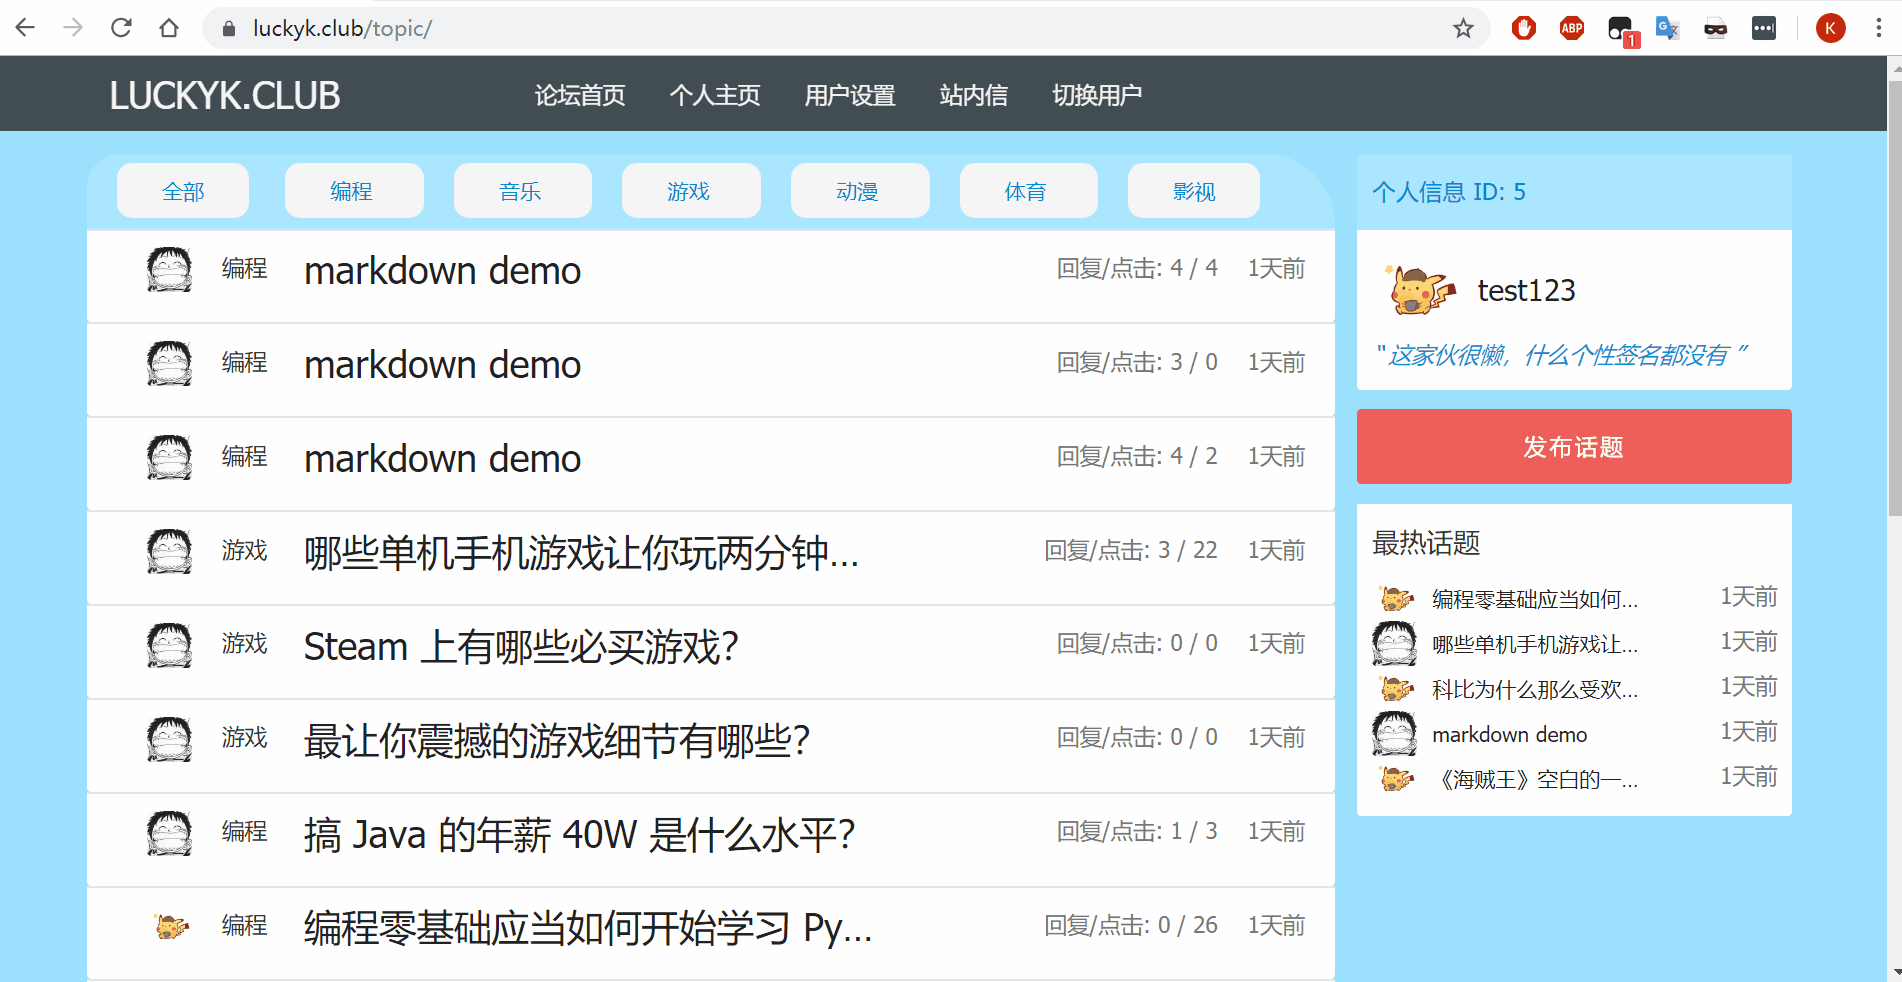 luckyk.club/topic/
ABP
1
G
K
LUCKYK.CLUB 论坛首页 个人主页 用户设置 站内信 切换用户
全部 编程 音乐 游戏 动漫 体育 影视
编程 markdown demo 回复/点击: 4 / 4 1天前
编程 markdown demo 回复/点击: 3 / 0 1天前
编程 markdown demo 回复/点击: 4 / 2 1天前
游戏 哪些单机手机游戏让你玩两分钟... 回复/点击: 3 / 22 1天前
游戏 Steam 上有哪些必买游戏? 回复/点击: 0 / 0 1天前
游戏 最让你震撼的游戏细节有哪些? 回复/点击: 0 / 0 1天前
编程 搞 Java 的年薪 40W 是什么水平? 回复/点击: 1 / 3 1天前
编程 编程零基础应当如何开始学习 Py... 回复/点击: 0 / 26 1天前
个人信息 ID: 5
test123
“ 这家伙很懒，什么个性签名都没有 ”
发布话题
最热话题
编程零基础应当如何... 1天前
哪些单机手机游戏让... 1天前
科比为什么那么受欢... 1天前
markdown demo 1天前
《海贼王》空白的一... 1天前